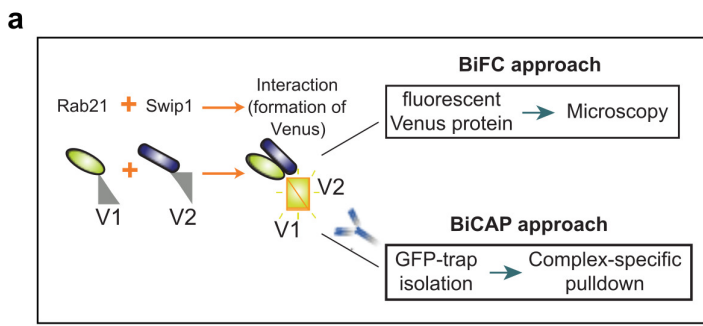 a
BiFC approach
Interaction
(formation of
Venus)
Rab21 + Swip1
fluorescent
Venus protein
Microscopy
+
V1
V2
V2
V1
BiCAP approach
GFP-trap
isolation
Complex-specific
pulldown